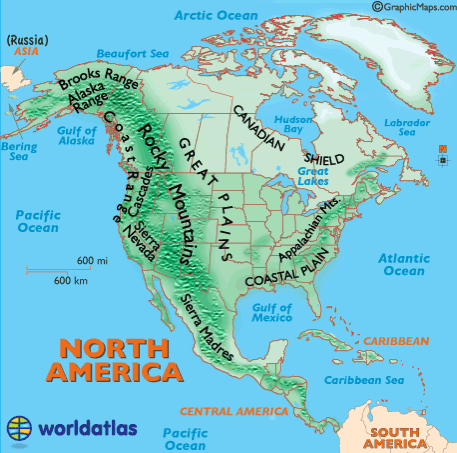 ©GraphicMaps.com
Arctic Ocean
(Russia)
ASIA
Beaufort Sea
Brooks Range
Alaska
Range
Bering
Sea
Gulf of
Alaska
Coast Range
Rocky Mountains
GREAT PLAINS
CANADIAN SHIELD
Hudson
Bay
Labrador
Sea
N
Great
Lakes
Cascades
Sierra
Nevada
Pacific
Ocean
Appalachian Mts.
COASTAL PLAIN
Atlantic
Ocean
600 mi
600 km
Sierra Madres
Gulf of
Mexico
NORTH
AMERICA
CARIBBEAN
Caribbean Sea
CENTRAL AMERICA
worldatlas
Pacific
Ocean
SOUTH
AMERICA